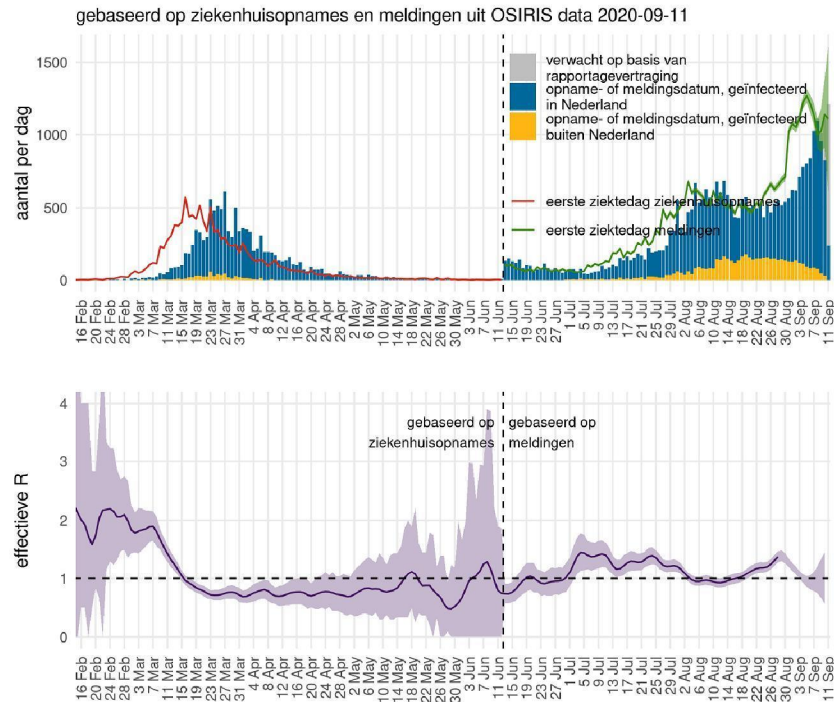 gebaseerd op ziekenhuisopnames en meldingen uit OSIRIS data 2020-09-11
aantal per dag
1500
1000
500
0
verwacht op basis van
rapportagevertraging
opname- of meldingsdatum, geïnfecteerd
in Nederland
opname- of meldingsdatum, geïnfecteerd
buiten Nederland
eerste ziektedag ziekenhuisopnames
eerste ziektedag meldingen
16 Feb
20 Feb
24 Feb
28 Feb
3 Mar
7 Mar
11 Mar
15 Mar
19 Mar
23 Mar
27 Mar
31 Mar
4 Apr
8 Apr
12 Apr
16 Apr
20 Apr
24 Apr
28 Apr
2 May
6 May
10 May
14 May
18 May
22 May
26 May
30 May
3 Jun
7 Jun
11 Jun
15 Jun
19 Jun
23 Jun
27 Jun
1 Jul
5 Jul
9 Jul
13 Jul
17 Jul
21 Jul
25 Jul
29 Jul
2 Aug
6 Aug
10 Aug
14 Aug
18 Aug
22 Aug
26 Aug
30 Aug
3 Sep
7 Sep
11 Sep
effectieve R
4
3
2
1
0
gebaseerd op
ziekenhuisopnames
gebaseerd op
meldingen
16 Feb
20 Feb
24 Feb
28 Feb
3 Mar
7 Mar
11 Mar
15 Mar
19 Mar
23 Mar
27 Mar
31 Mar
4 Apr
8 Apr
12 Apr
16 Apr
20 Apr
24 Apr
28 Apr
2 May
6 May
10 May
14 May
18 May
22 May
26 May
30 May
3 Jun
7 Jun
11 Jun
15 Jun
19 Jun
23 Jun
27 Jun
1 Jul
5 Jul
9 Jul
13 Jul
17 Jul
21 Jul
25 Jul
29 Jul
2 Aug
6 Aug
10 Aug
14 Aug
18 Aug
22 Aug
26 Aug
30 Aug
3 Sep
7 Sep
11 Sep